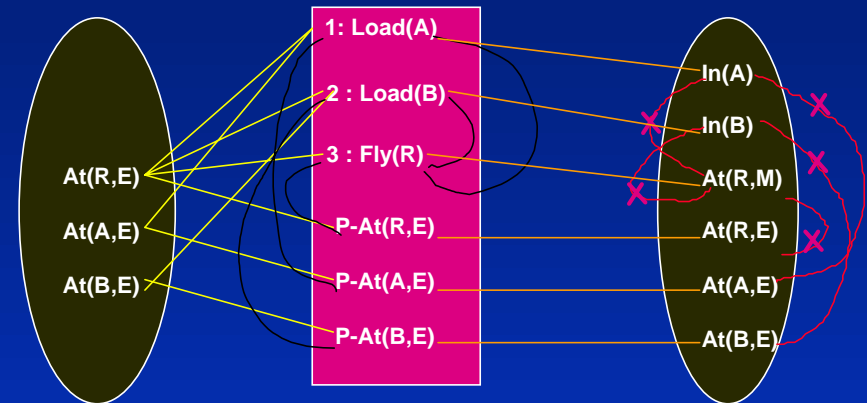 At(R,E)
At(A,E)
At(B,E)
1: Load(A)
2 : Load(B)
3 : Fly(R)
P-At(R,E)
P-At(A,E)
P-At(B,E)
In(A)
In(B)
At(R,M)
At(R,E)
At(A,E)
At(B,E)